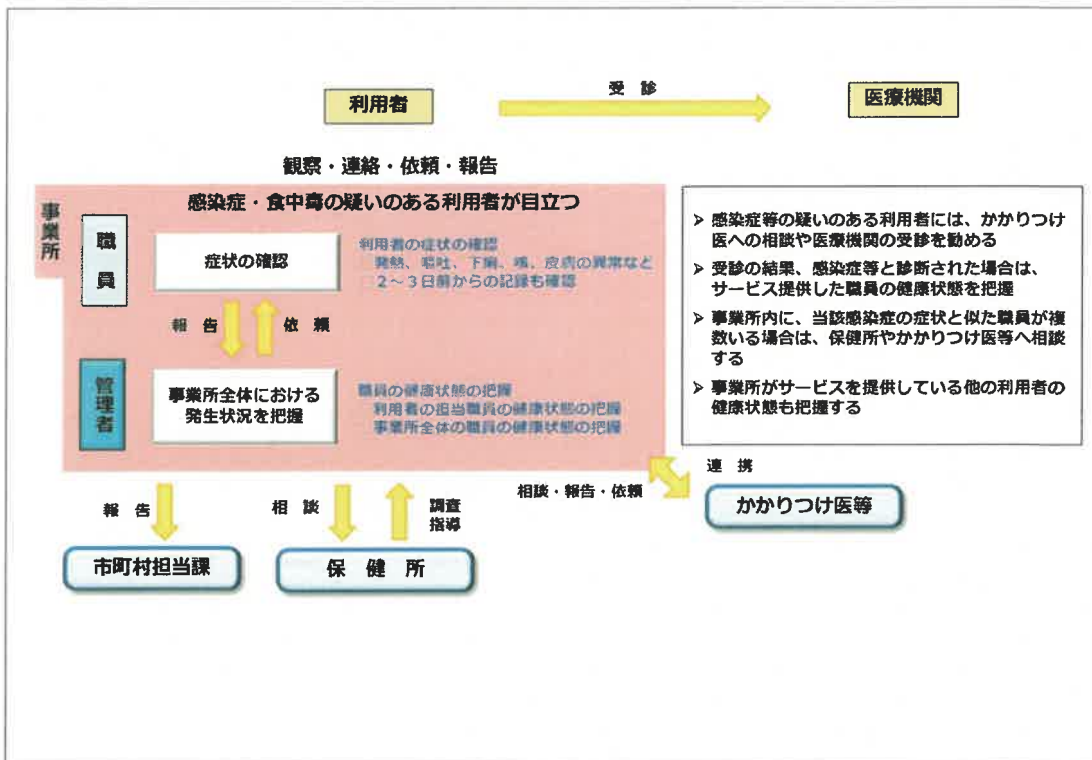 利用者
受 診
医療機関
観察・連絡・依頼・報告
感染症・食中毒の疑いのある利用者が目立つ
事業所
職員
症状の確認
利用者の症状の確認
発熱、嘔吐、下痢、咳、皮膚の異常など
2～3日前からの記録も確認
報 告
依 頼
管理者
事業所全体における
発生状況を把握
職員の健康状態の把握
利用者の担当職員の健康状態の把握
事業所全体の職員の健康状態の把握
➢ 感染症等の疑いのある利用者には、かかりつけ
医への相談や医療機関の受診を勧める
➢ 受診の結果、感染症等と診断された場合は、
サービス提供した職員の健康状態を把握
➢ 事業所内に、当該感染症の症状と似た職員が複
数いる場合は、保健所やかかりつけ医等へ相談
する
➢ 事業所がサービスを提供している他の利用者の
健康状態も把握する
報 告
相 談
調査
指導
相談・報告・依頼
連 携
かかりつけ医等
市町村担当課
保 健 所